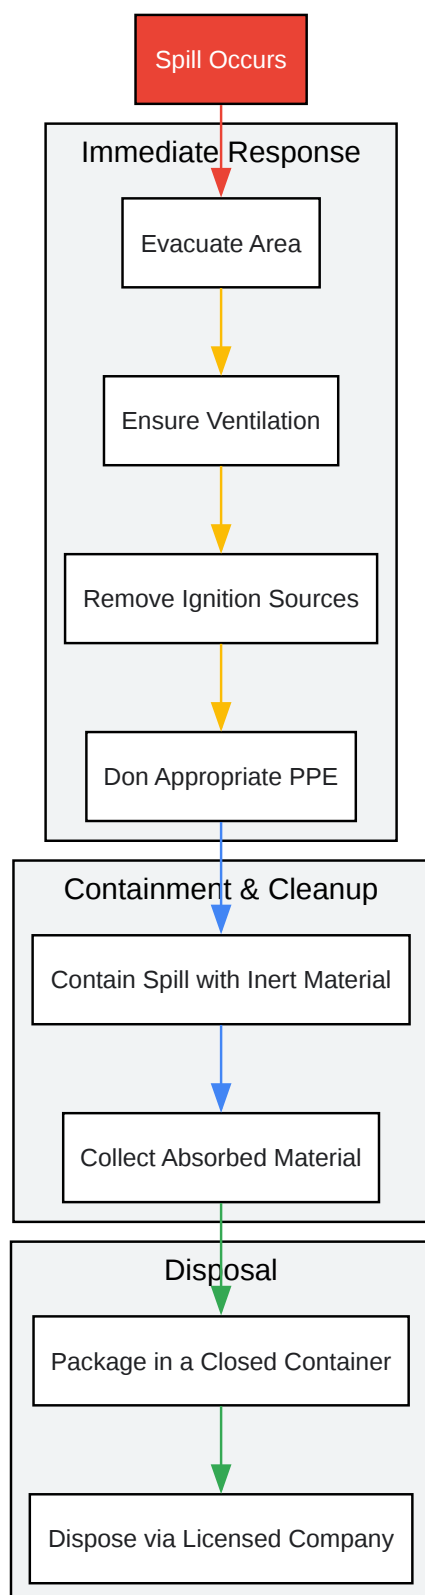 Spill Occurs
Immediate Response
Evacuate Area
Ensure Ventilation
Remove Ignition Sources
Don Appropriate PPE
Containment & Cleanup
Contain Spill with Inert Material
Collect Absorbed Material
Disposal
Package in a Closed Container
Dispose via Licensed Company